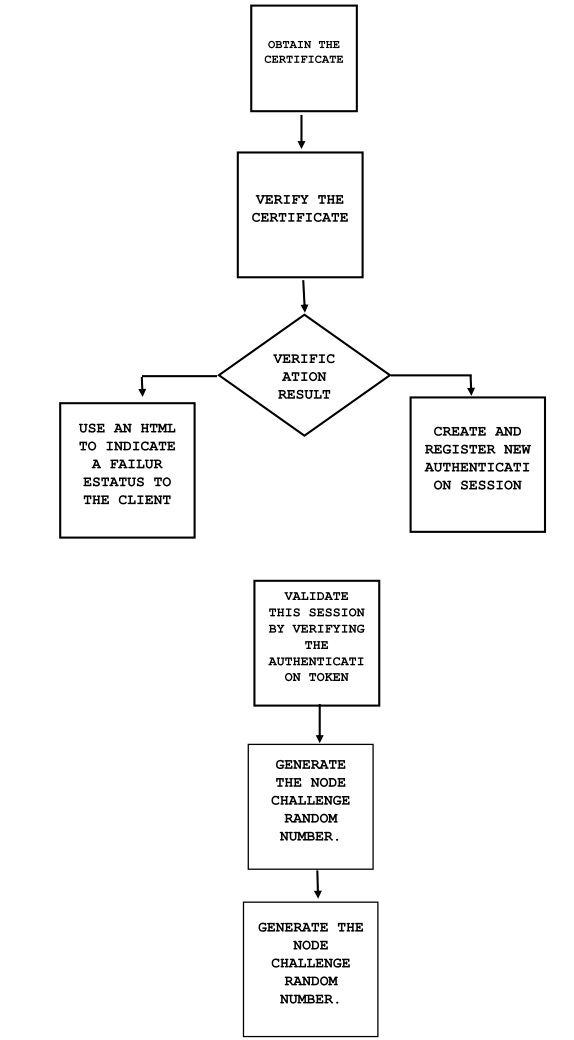 OBTAIN THE
CERTIFICATE
VERIFY THE
CERTIFICATE
VERIFIC
ATION
RESULT
USE AN HTML
TO INDICATE
A FAILUR
ESTATUS TO
THE CLIENT
CREATE AND
REGISTER NEW
AUTHENTICATI
ON SESSION
VALIDATE
THIS SESSION
BY VERIFYING
THE
AUTHENTICATI
ON TOKEN
GENERATE
THE NODE
CHALLENGE
RANDOM
NUMBER.
GENERATE THE
NODE
CHALLENGE
RANDOM
NUMBER.